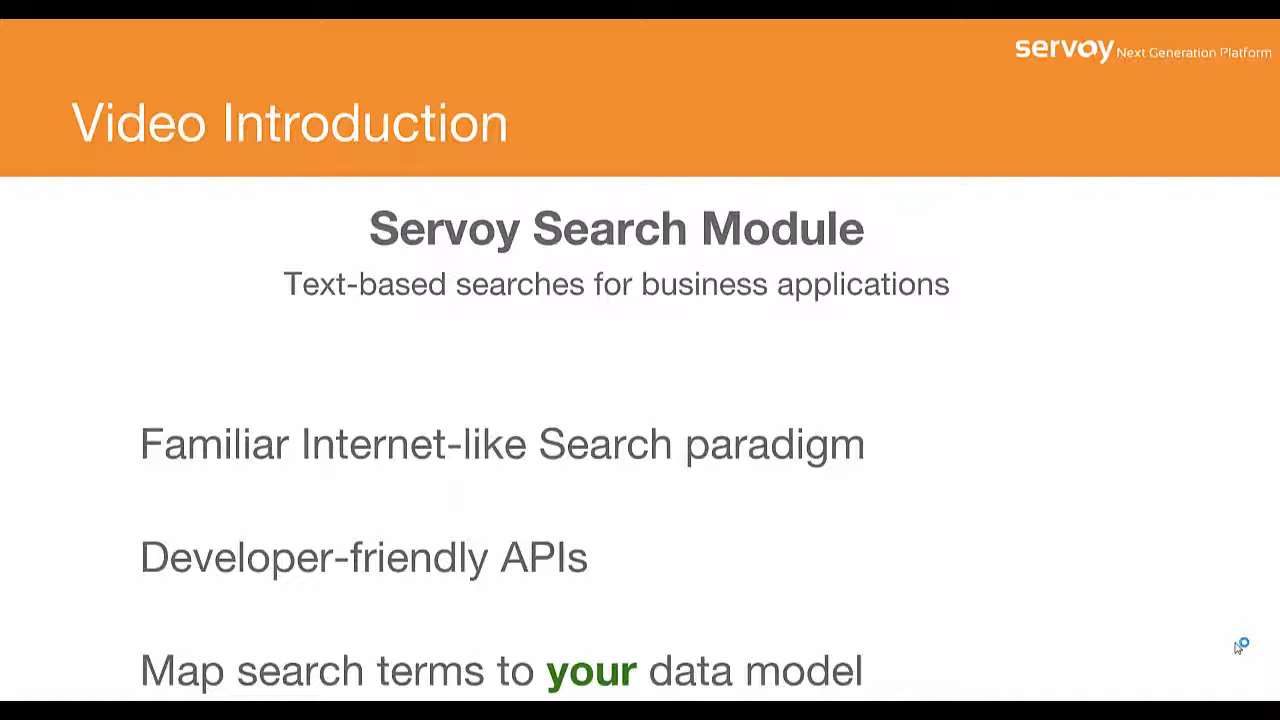 servoy Next Generation Platform
Video Introduction
Servoy Search Module
Text-based searches for business applications
Familiar Internet-like Search paradigm
Developer-friendly APIs
Map search terms to your data model